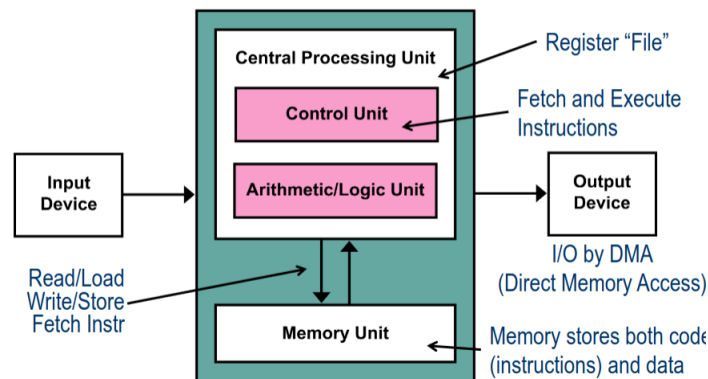 Register “File”
Central Processing Unit
Control Unit
Fetch and Execute
Instructions
Input
Device
Arithmetic/Logic Unit
Output
Device
I/O by DMA
(Direct Memory Access)
Read/Load
Write/Store
Fetch Instr
Memory Unit
Memory stores both code
(instructions) and data